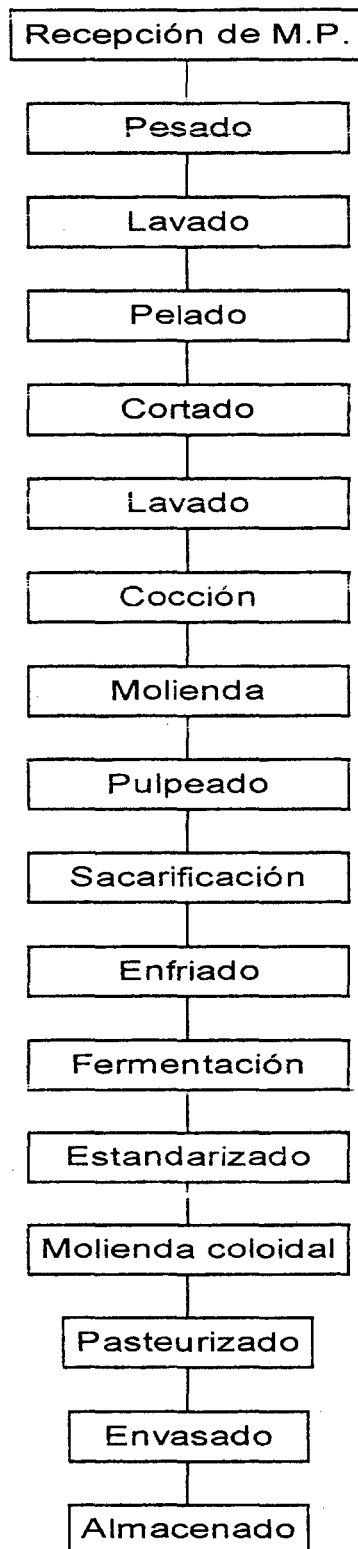 Recepción de M.P.
Pesado
Lavado
Pelado
Cortado
Lavado
Cocción
Molienda
Pulpeado
Sacarificación
Enfriado
Fermentación
Estandarizado
Molienda coloidal
Pasteurizado
Envasado
Almacenado